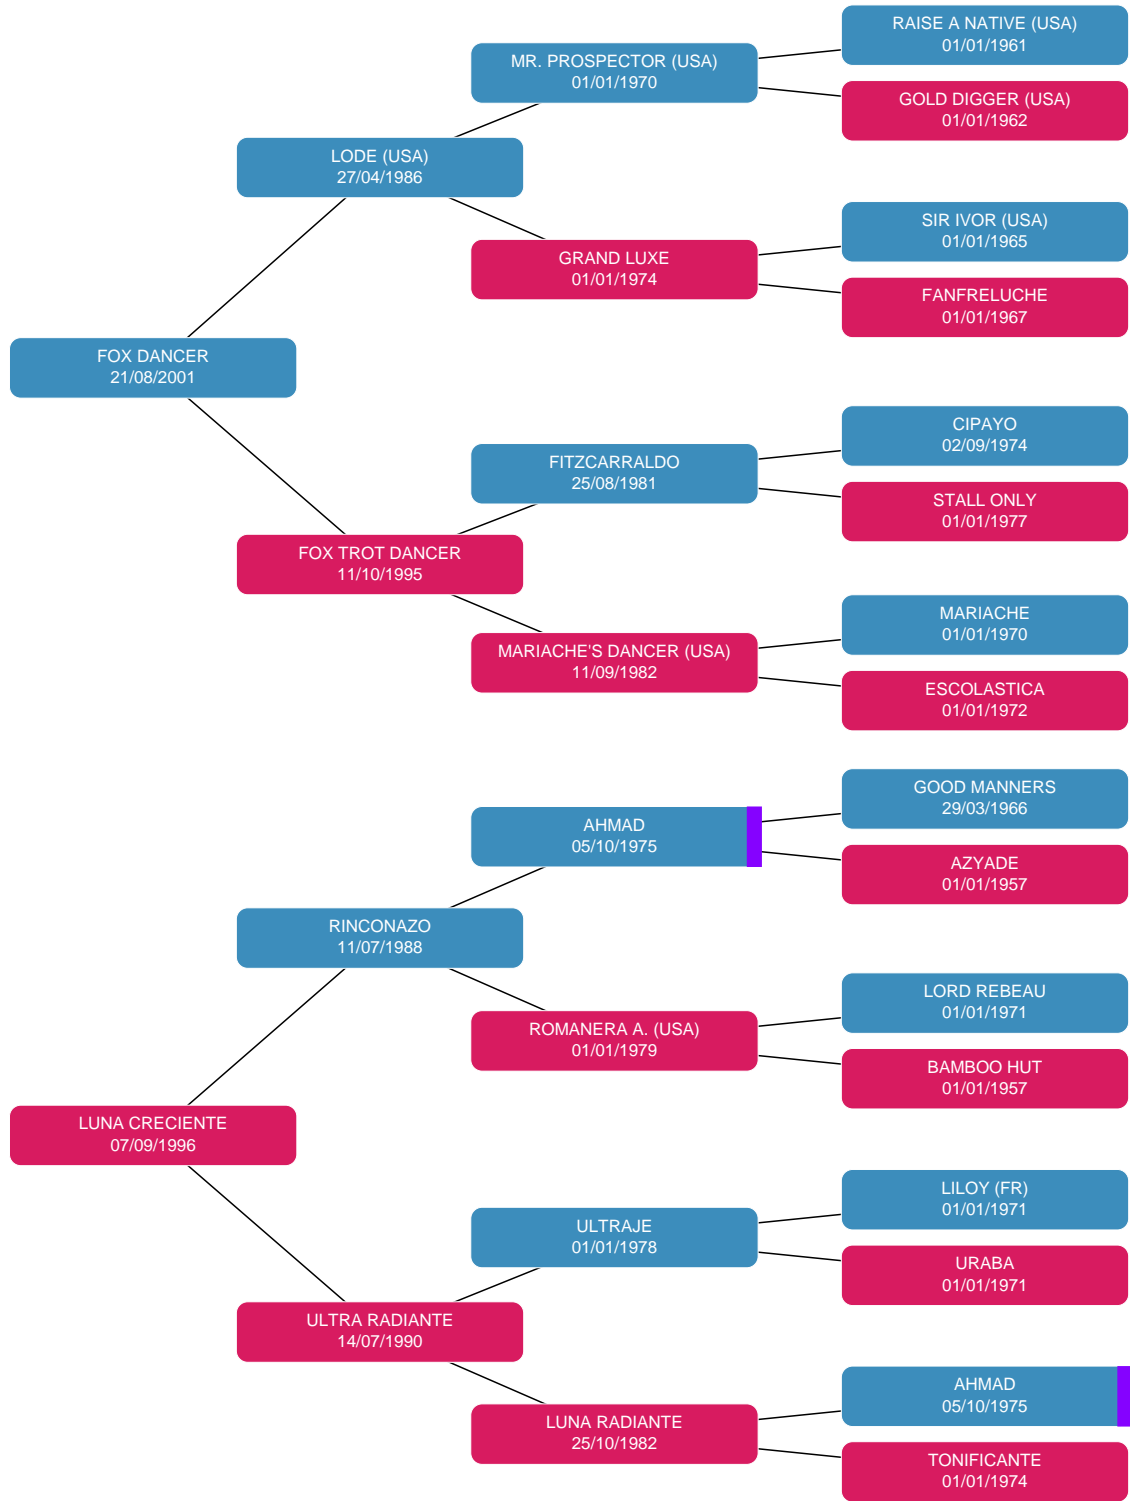 RAISE A NATIVE (USA)
01/01/1961
MR. PROSPECTOR (USA)
01/01/1970
GOLD DIGGER (USA)
01/01/1962
LODE (USA)
27/04/1986
SIR IVOR (USA)
01/01/1965
GRAND LUXE
01/01/1974
FANFRELUCHE
01/01/1967
FOX DANCER
21/08/2001
CIPAYO
02/09/1974
FITZCARRALDO
25/08/1981
STALL ONLY
01/01/1977
FOX TROT DANCER
11/10/1995
MARIACHE
01/01/1970
MARIACHE'S DANCER (USA)
11/09/1982
ESCOLASTICA
01/01/1972
GOOD MANNERS
29/03/1966
AHMAD
05/10/1975
AZYADE
01/01/1957
RINCONAZO
11/07/1988
LORD REBEAU
01/01/1971
ROMANERA A. (USA)
01/01/1979
BAMBOO HUT
01/01/1957
LUNA CRECIENTE
07/09/1996
LILOY (FR)
01/01/1971
ULTRAJE
01/01/1978
URABA
01/01/1971
ULTRA RADIANTE
14/07/1990
AHMAD
05/10/1975
LUNA RADIANTE
25/10/1982
TONIFICANTE
01/01/1974